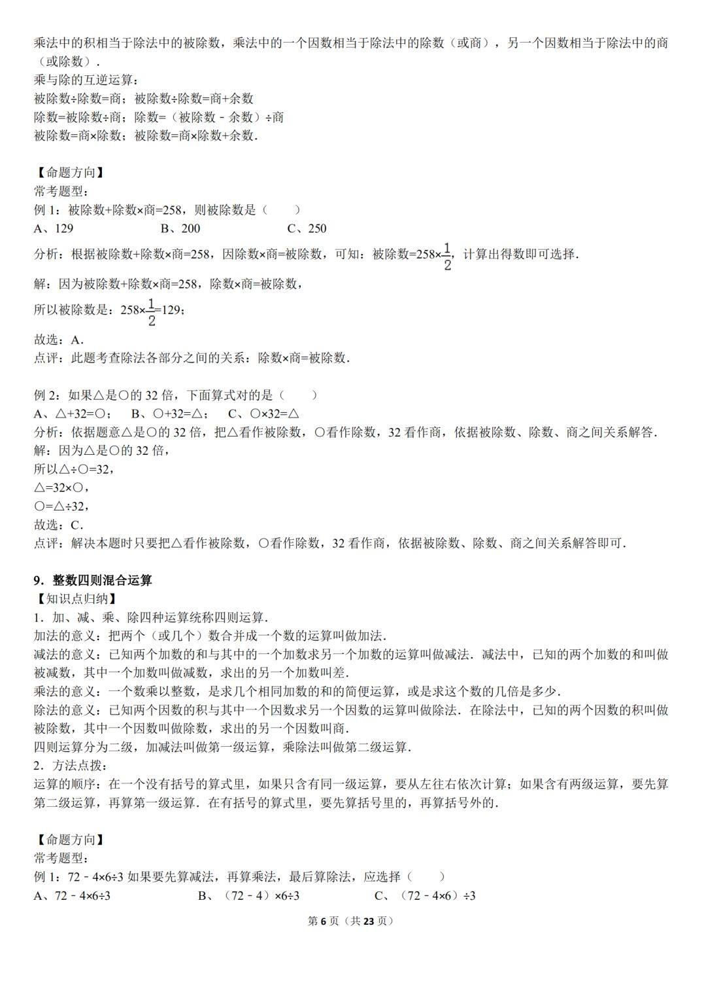 乘法中的积相当于除法中的被除数，乘法中的一个因数相当于除法中的除数（或商），另一个因数相当于除法中的商
（或除数）．
乘与除的互逆运算：
被除数÷除数=商；被除数÷除数=商+余数
除数=被除数÷商；除数=（被除数﹣余数）÷商
被除数=商×除数；被除数=商×除数+余数．
【命题方向】
常考题型：
例 1：被除数+除数×商=258，则被除数是（　　）
A、129　　B、200　　C、250
分析：根据被除数+除数×商=258，因除数×商=被除数，可知：被除数=258×1/2，计算出得数即可选择．
解：因为被除数+除数×商=258，除数×商=被除数，
所以被除数是：258×1/2=129；
故选：A．
点评：此题考查除法各部分之间的关系：除数×商=被除数．
例 2：如果△是○的 32 倍，下面算式对的是（　　）
A、△+32=○；　B、○+32=△；　C、○×32=△
分析：依据题意△是○的 32 倍，把△看作被除数，○看作除数，32 看作商，依据被除数、除数、商之间关系解答．
解：因为△是○的 32 倍，
所以△÷○=32，
△=32×○，
○=△÷32，
故选：C．
点评：解决本题时只要把△看作被除数，○看作除数，32 看作商，依据被除数、除数、商之间关系解答即可．
9．整数四则混合运算
【知识点归纳】
1．加、减、乘、除四种运算统称四则运算．
加法的意义：把两个（或几个）数合并成一个数的运算叫做加法．
减法的意义：已知两个加数的和与其中的一个加数求另一个加数的运算叫做减法．减法中，已知的两个加数的和叫做
被减数，其中一个加数叫做减数，求出的另一个加数叫差．
乘法的意义：一个数乘以整数，是求几个相同加数的和的简便运算，或是求这个数的几倍是多少．
除法的意义：已知两个因数的积与其中一个因数求另一个因数的运算叫做除法．在除法中，已知的两个因数的积叫做
被除数，其中一个因数叫做除数，求出的另一个因数叫商．
四则运算分为二级，加减法叫做第一级运算，乘除法叫做第二级运算．
2．方法点拨：
运算的顺序：在一个没有括号的算式里，如果只含有同一级运算，要从左往右依次计算；如果含有两级运算，要先算
第二级运算，再算第一级运算．在有括号的算式里，要先算括号里的，再算括号外的．
【命题方向】
常考题型：
例 1：72﹣4×6÷3 如果要先算减法，再算乘法，最后算除法，应选择（　　）
A、72﹣4×6÷3　　B、（72﹣4）×6÷3　　C、（72﹣4×6）÷3
第 6 页（共 23 页）